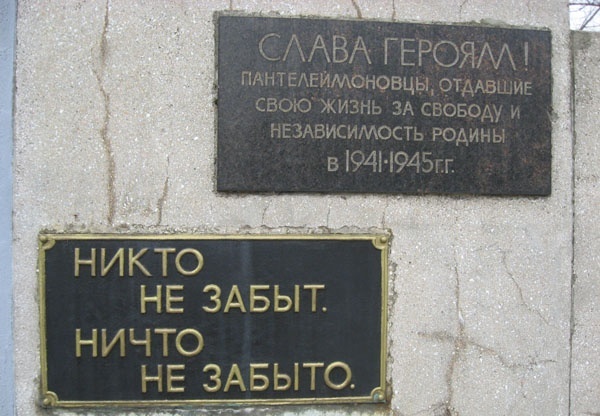 СЛАВА ГЕРОЯМ!
ПАНТЕЛЕЙМОНОВЦЫ, ОТДАВШИЕ
СВОЮ ЖИЗНЬ ЗА СВОБОДУ И
НЕЗАВИСИМОСТЬ РОДИНЫ
В 1941-1945 Г.Г.
НИКТО
НЕ ЗАБЫТ.
НИЧТО
НЕ ЗАБЫТО.